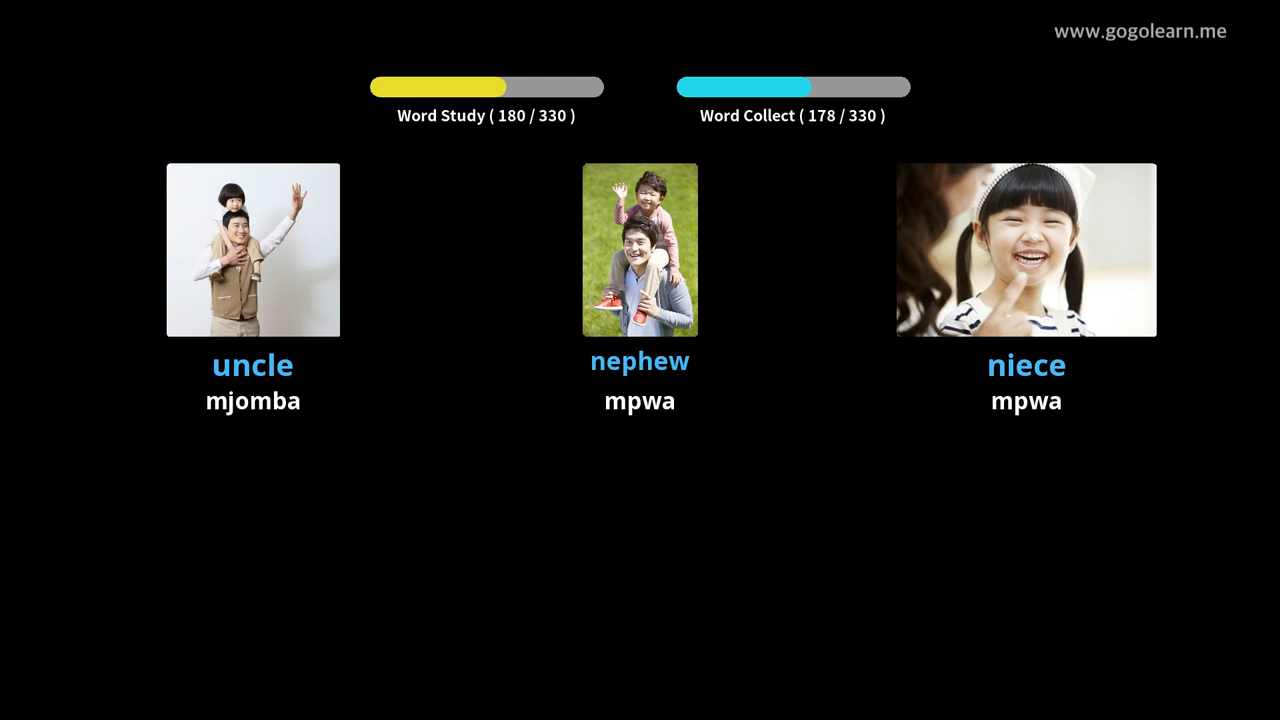 www.gogolearn.me
Word Study ( 180 / 330 )
Word Collect ( 178 / 330 )
uncle
mjomba
nephew
mpwa
niece
mpwa